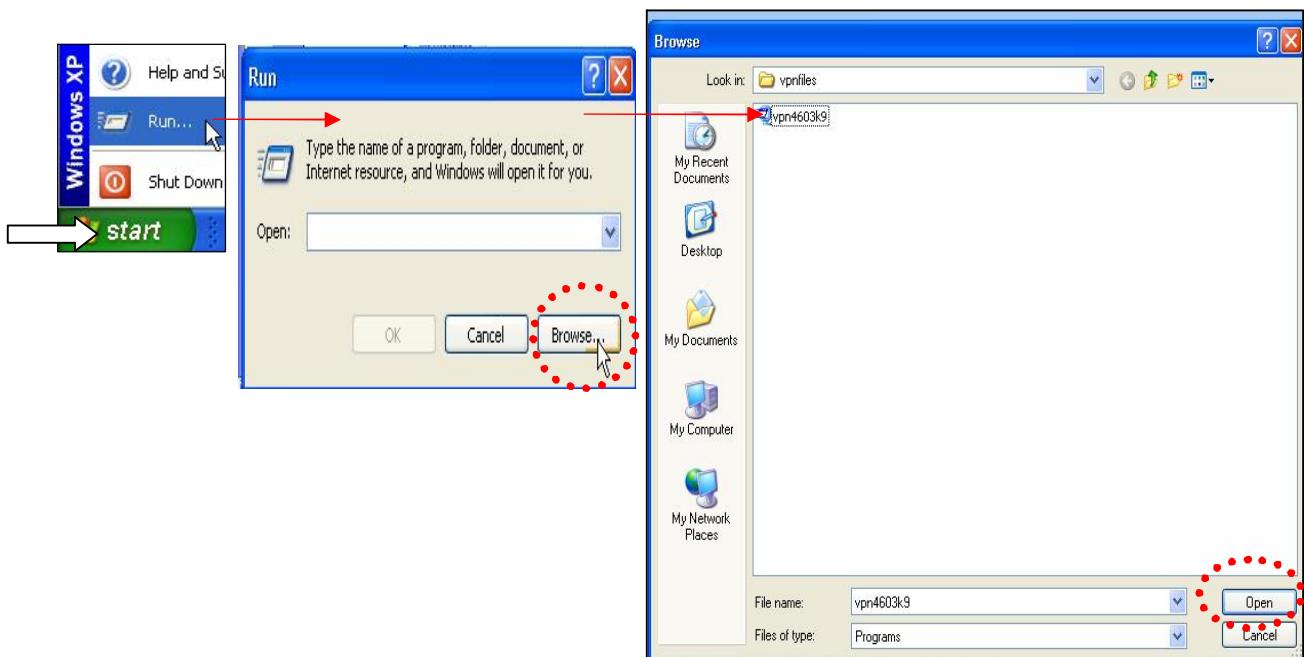 Windows XP
Help and Su
Run...
Shut Down
start
Run
Type the name of a program, folder, document, or
Internet resource, and Windows will open it for you.
Open:
OK
Cancel
Browse...
Browse
Look in:
vpnfiles
vpn4603k9
My Recent
Documents
Desktop
My Documents
My Computer
My Network
Places
File name:
vpn4603k9
Open
Files of type:
Programs
Cancel